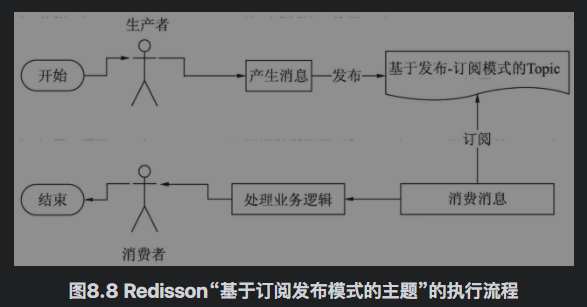 生产者
开始
产生消息
发布
基于发布-订阅模式的Topic
订阅
结束
处理业务逻辑
消费消息
消费者
图8.8 Redisson“基于订阅发布模式的主题”的执行流程